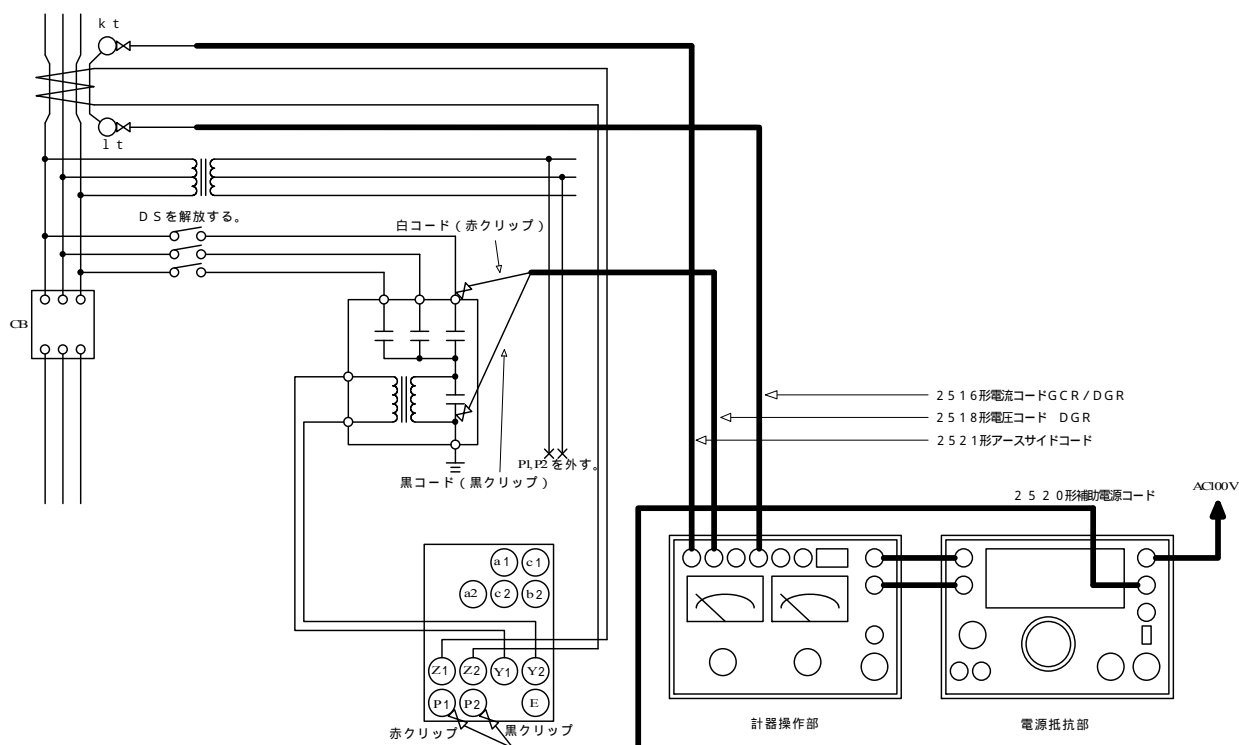 k t
l t
DSを解放する。
白コード(赤クリップ)
CB
2516形電流コードGCR/DGR
2518形電圧コード DGR
2521形アースサイドコード
P1,P2を外す。
黒コード(黒クリップ)
2520形補助電源コード
AC100V
a1 c1
a2 c2 b2
Z1 Z2 Y1 Y2
P1 P2 E
赤クリップ
黒クリップ
計器操作部
電源抵抗部